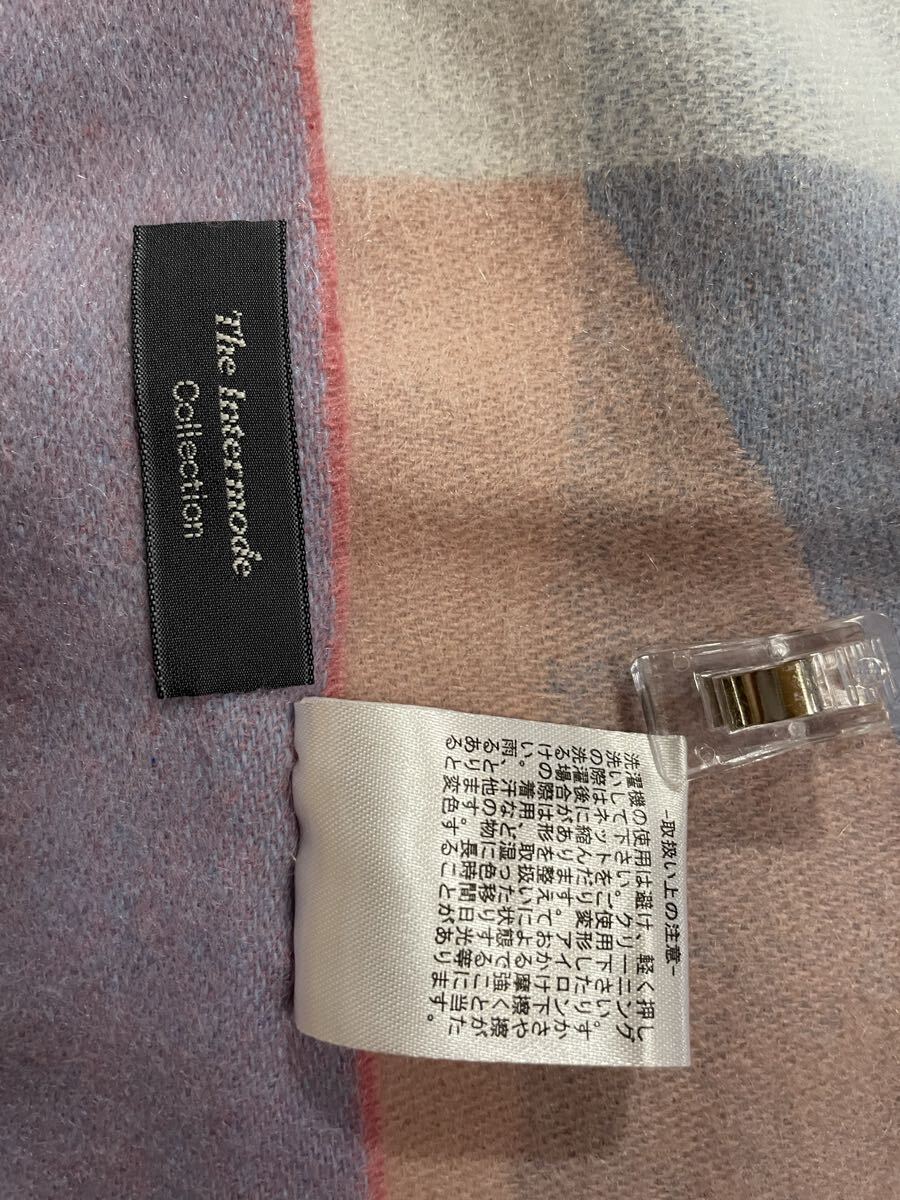 The Intermode
Collection
-取扱い上の注意-
洗濯機の使用は避け、軽く押し
洗いして下さい。クリーニング
の際はネットをご使用下さい。
洗濯後に縮んだり変形したりす
る場合があります。アイロンか
けの際は形を整えておかけ下さ
い。着用、取扱いによる摩擦や
雨、汗など湿った状態で強く擦
ると、他の物に色移りすることが
あります。長時間日光等に当た
ると変色することがあります。